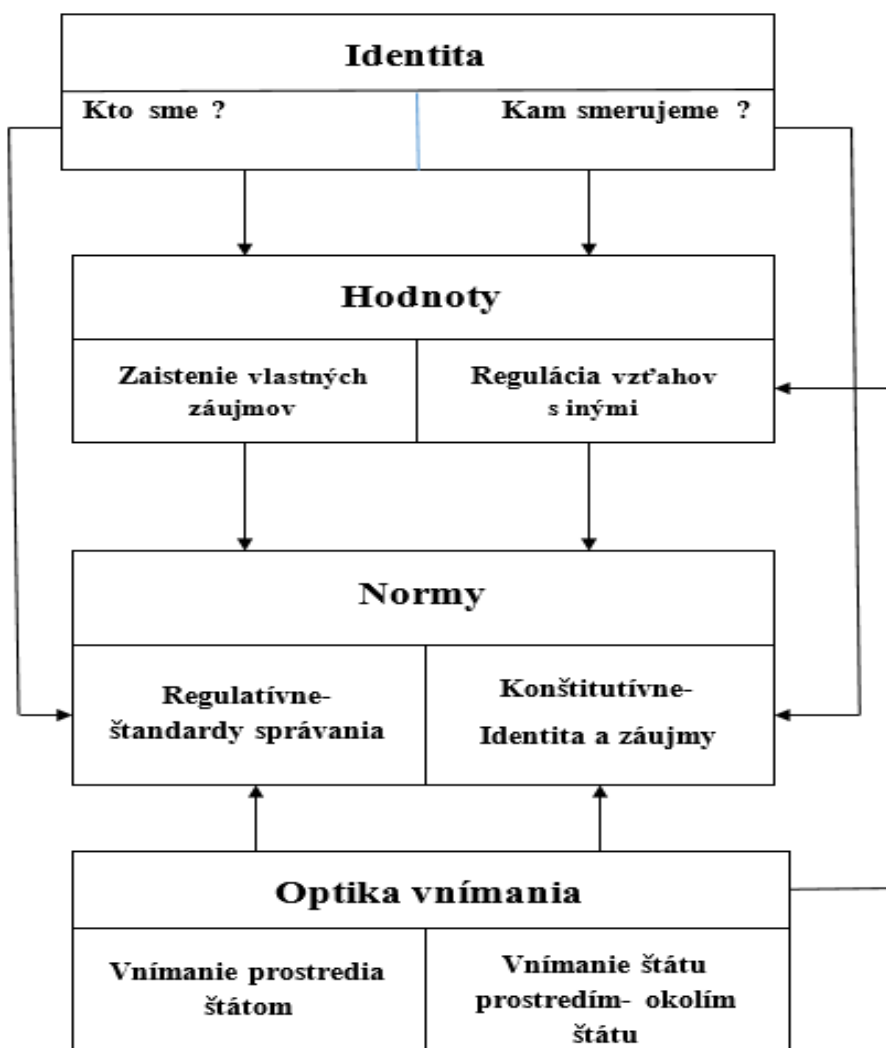 Identita
Kto sme ?
Kam smerujeme ?
Hodnoty
Zaistenie vlastných
záujmov
Regulácia vzťahov
s inými
Normy
Regulatívne-
štandardy správania
Konštitutívne-
Identita a záujmy
Optika vnímania
Vnímanie prostredia
štátom
Vnímanie štátu
prostredím- okolím
štátu